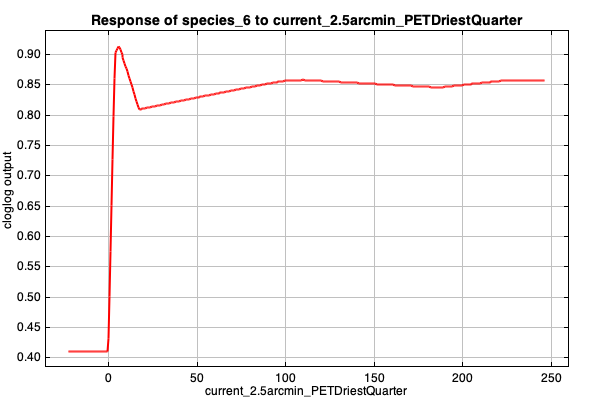 Response of species_6 to current_2.5arcmin_PETDriestQuarter
cloglog output
0.90
0.85
0.80
0.75
0.70
0.65
0.60
0.55
0.50
0.45
0.40
0 50 100 150 200 250
current_2.5arcmin_PETDriestQuarter